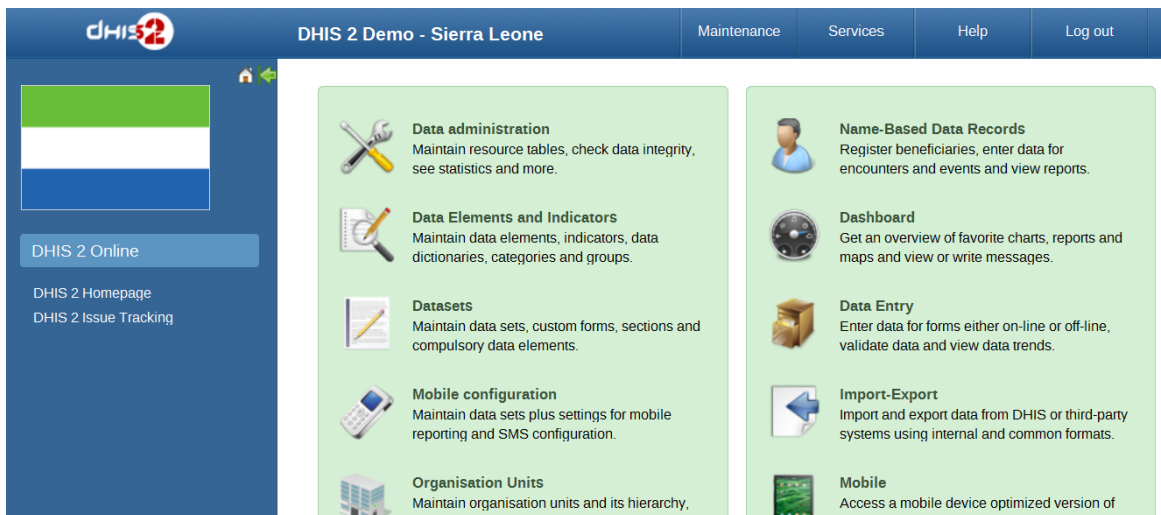 dHIS2
DHIS 2 Demo - Sierra Leone
Maintenance
Services
Help
Log out
DHIS 2 Online
DHIS 2 Homepage
DHIS 2 Issue Tracking
Data administration
Maintain resource tables, check data integrity,
see statistics and more.
Data Elements and Indicators
Maintain data elements, indicators, data
dictionaries, categories and groups.
Datasets
Maintain data sets, custom forms, sections and
compulsory data elements.
Mobile configuration
Maintain data sets plus settings for mobile
reporting and SMS configuration.
Organisation Units
Maintain organisation units and its hierarchy,
Name-Based Data Records
Register beneficiaries, enter data for
encounters and events and view reports.
Dashboard
Get an overview of favorite charts, reports and
maps and view or write messages.
Data Entry
Enter data for forms either on-line or off-line,
validate data and view data trends.
Import-Export
Import and export data from DHIS or third-party
systems using internal and common formats.
Mobile
Access a mobile device optimized version of